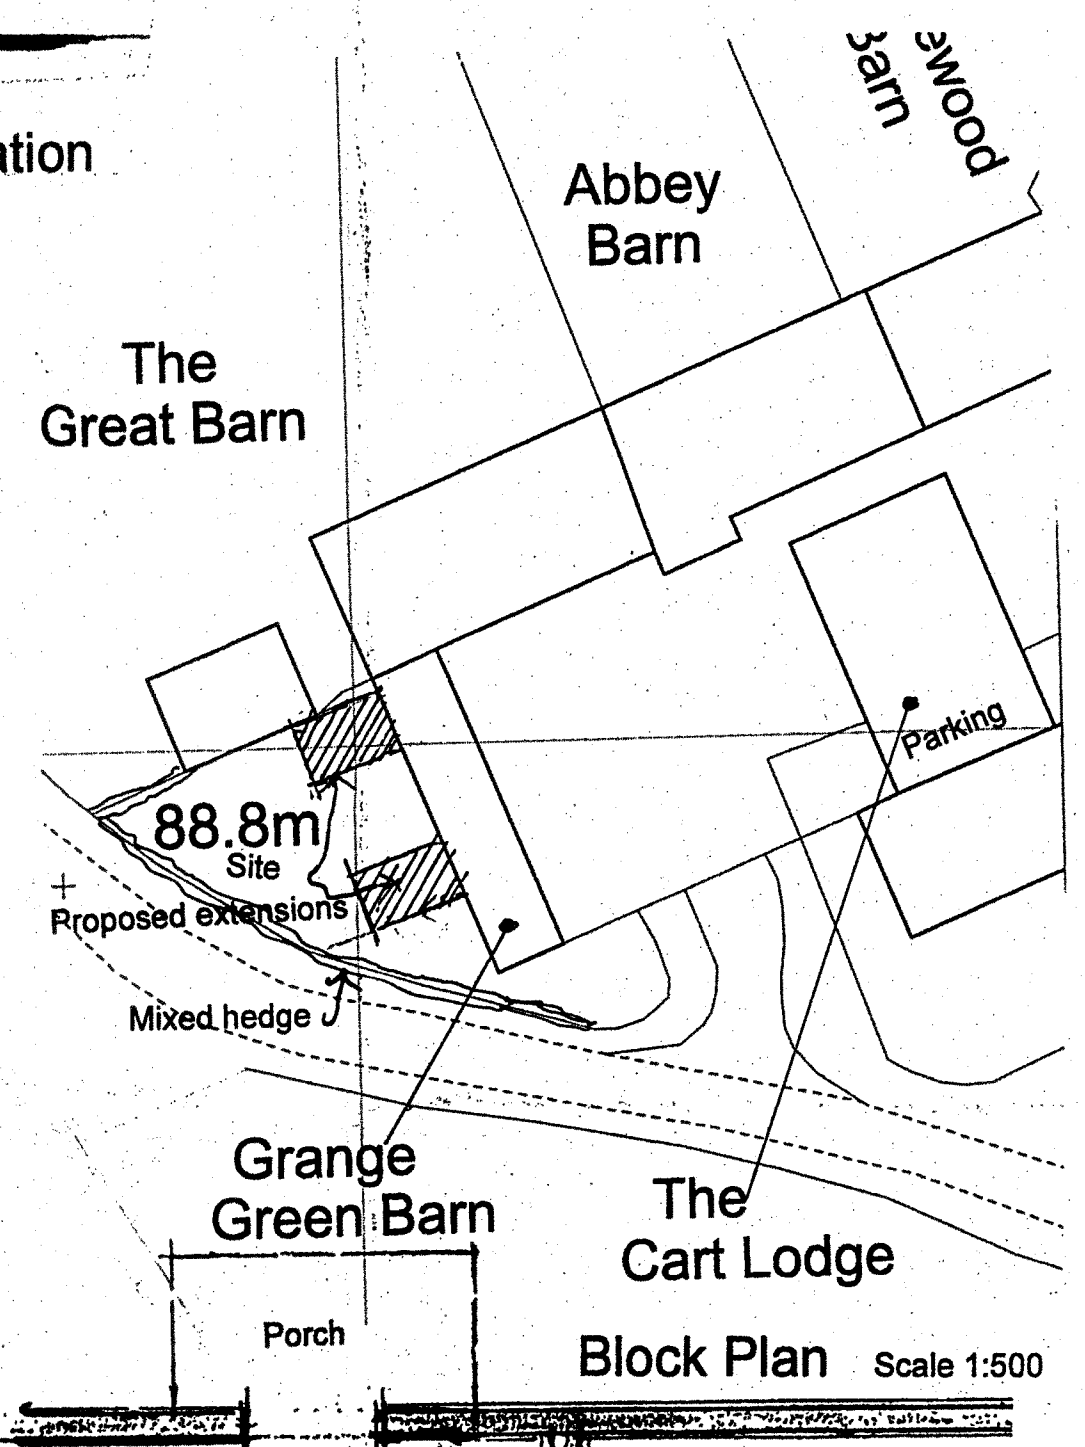 ewood
Barn
ation
Abbey
Barn
The
Great Barn
Parking
88.8m
Site
Proposed extensions
Mixed hedge
Grange
Green Barn
The
Cart Lodge
Porch
Block Plan Scale 1:500